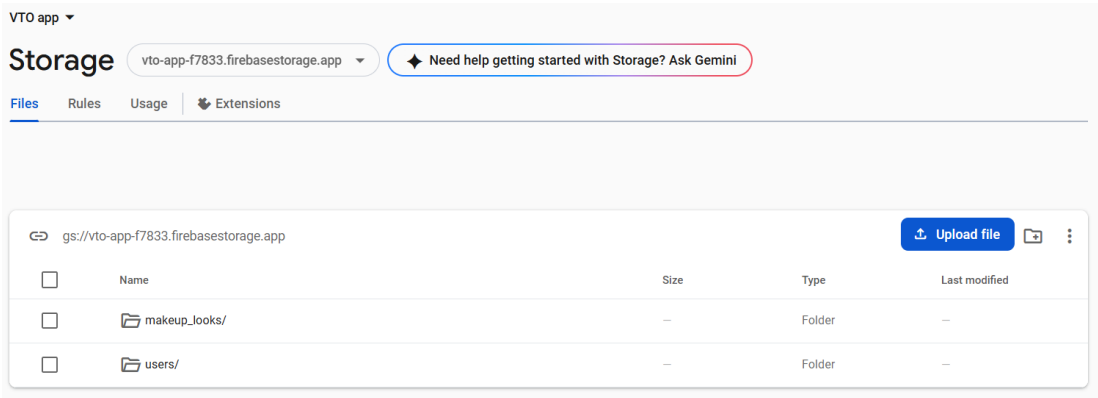 VTO app
Storage vto-app-f7833.firebasestorage.app Need help getting started with Storage? Ask Gemini
Files Rules Usage Extensions
gs://vto-app-f7833.firebasestorage.app Upload file
Name Size Type Last modified
makeup_looks/ — Folder —
users/ — Folder —